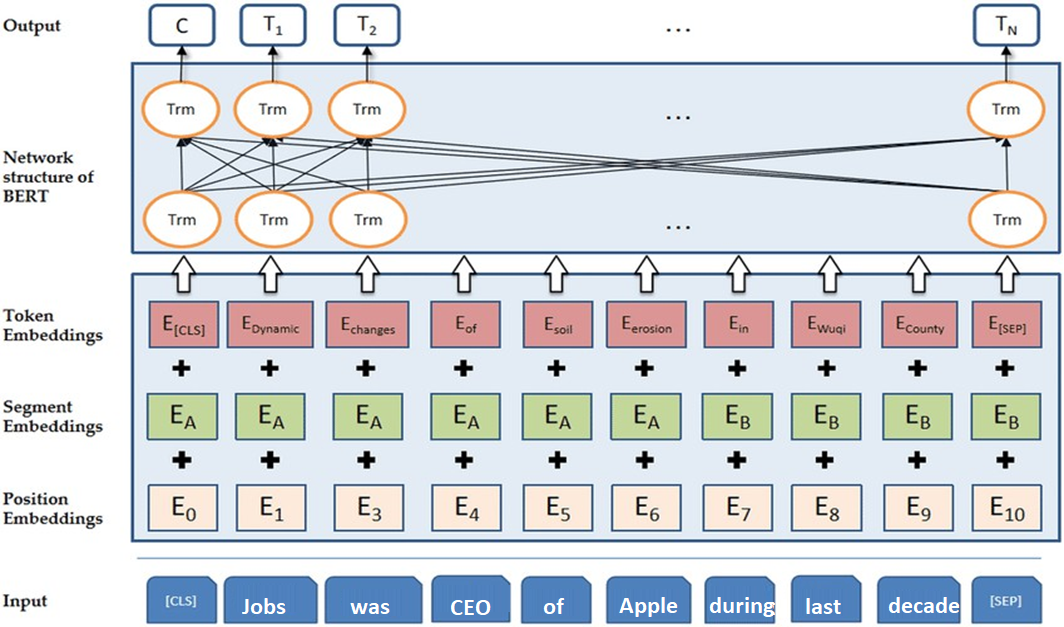 Output C T1 T2 ... TN
Trm Trm Trm ... Trm
Network
structure of
BERT
Trm Trm Trm ... Trm
Token
Embeddings
E[CLS] EDynamic Echanges Eof Esoil Eerosion Ein EWuqi ECounty E[SEP]
+ + + + + + + + + +
Segment
Embeddings
EA EA EA EA EA EA EB EB EB EB
+ + + + + + + + + +
Position
Embeddings
E0 E1 E3 E4 E5 E6 E7 E8 E9 E10
Input [CLS] Jobs was CEO of Apple during last decade [SEP]